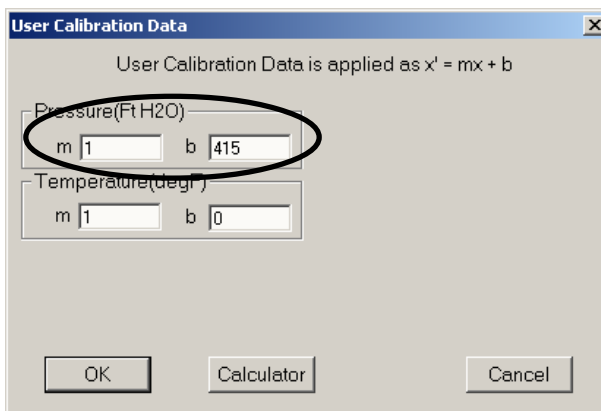 User Calibration Data
User Calibration Data is applied as x' = mx + b
Pressure(Ft H2O)
m 1 b 415
Temperature(degF)
m 1 b 0
OK Calculator Cancel